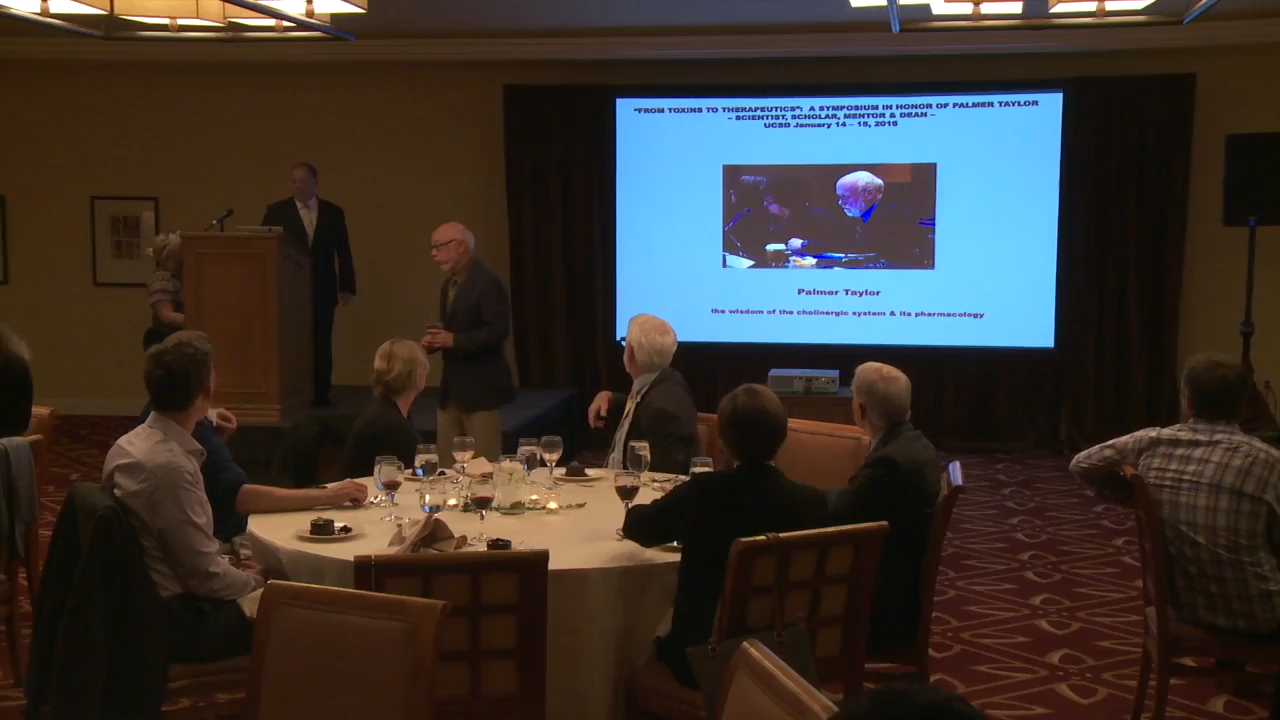 "FROM TOXINS TO THERAPEUTICS": A SYMPOSIUM IN HONOR OF PALMER TAYLOR
– SCIENTIST, SCHOLAR, MENTOR & DEAN –
UCSD January 14 – 15, 2016
Palmer Taylor
the wisdom of the cholinergic system & its pharmacology